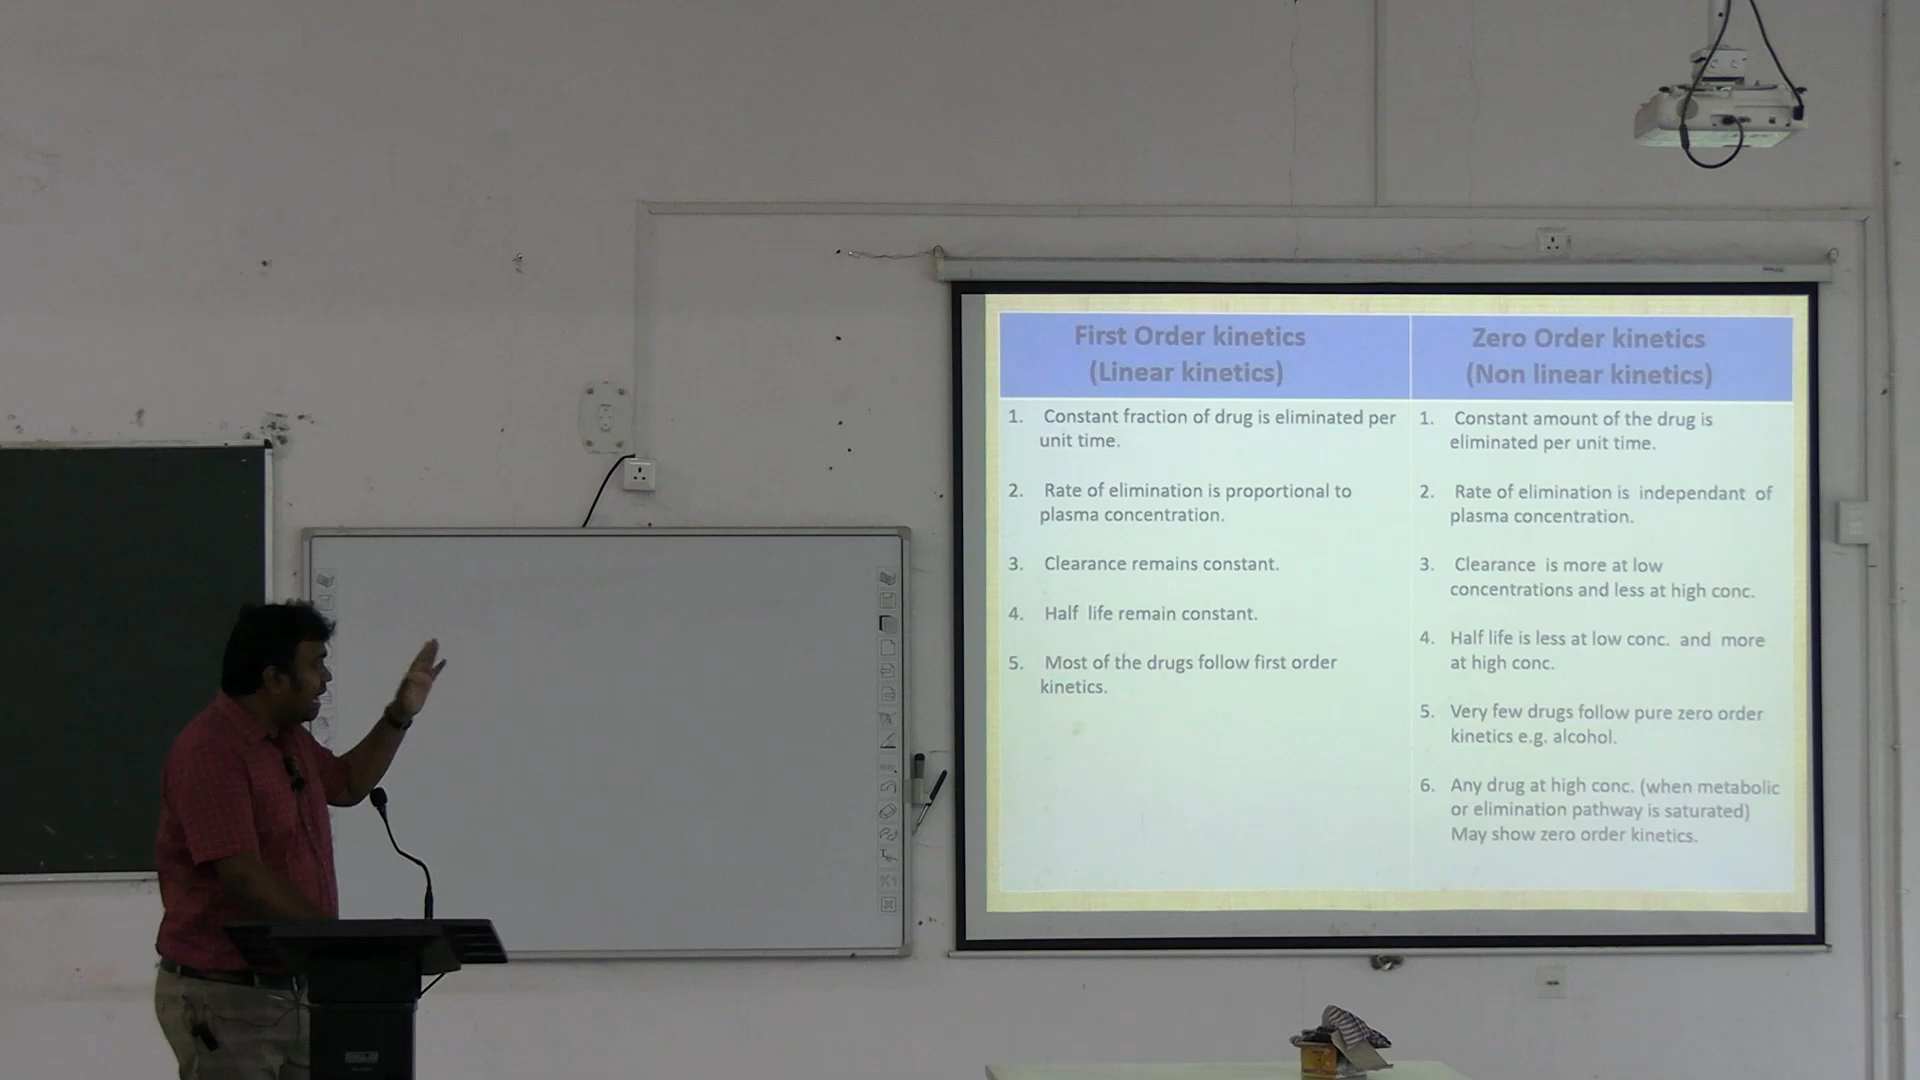 First Order kinetics
(Linear kinetics)
1. Constant fraction of drug is eliminated per
unit time.
2. Rate of elimination is proportional to
plasma concentration.
3. Clearance remains constant.
4. Half life remain constant.
5. Most of the drugs follow first order
kinetics.
Zero Order kinetics
(Non linear kinetics)
1. Constant amount of the drug is
eliminated per unit time.
2. Rate of elimination is independant of
plasma concentration.
3. Clearance is more at low
concentrations and less at high conc.
4. Half life is less at low conc. and more
at high conc.
5. Very few drugs follow pure zero order
kinetics e.g. alcohol.
6. Any drug at high conc. (when metabolic
or elimination pathway is saturated)
May show zero order kinetics.